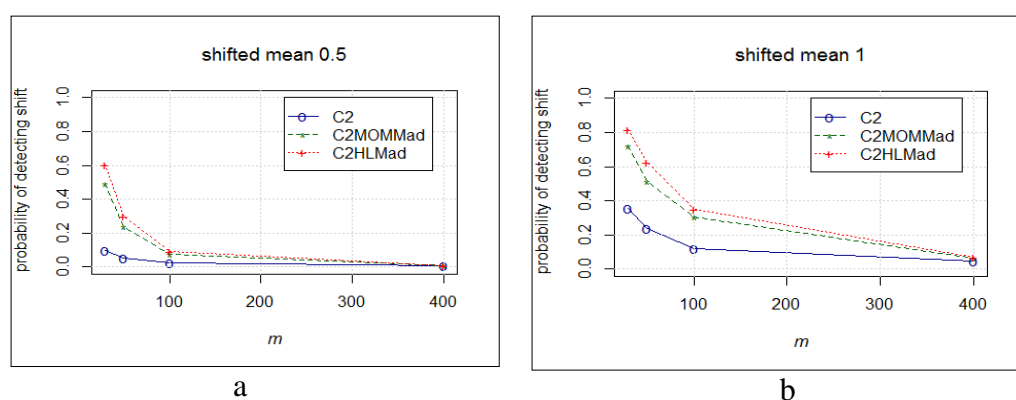 shifted mean 0.5
probability of detecting shift
0.0 0.2 0.4 0.6 0.8 1.0
C2
C2MOMMad
C2HLMad
100 200 300 400
m
a
shifted mean 1
probability of detecting shift
0.0 0.2 0.4 0.6 0.8 1.0
C2
C2MOMMad
C2HLMad
100 200 300 400
m
b